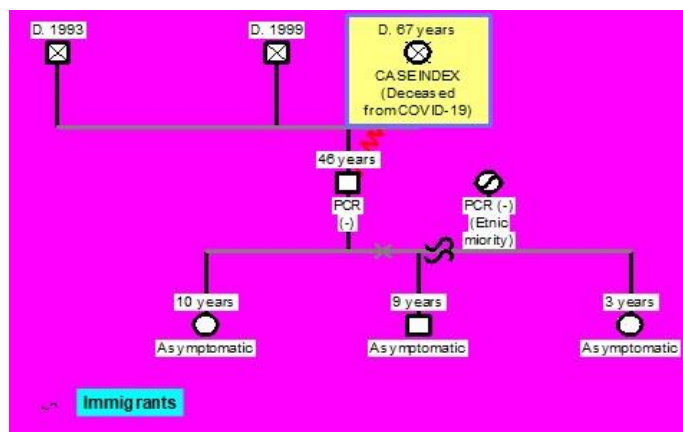 D. 1993
D. 1999
D. 67 years
CASE INDEX
(Deceased
from COVID-19)
46 years
PCR
(-)
PCR (-)
(Etnic
miority)
10 years
9 years
3 years
Asymptomatic
Asymptomatic
Asymptomatic
Immigrants